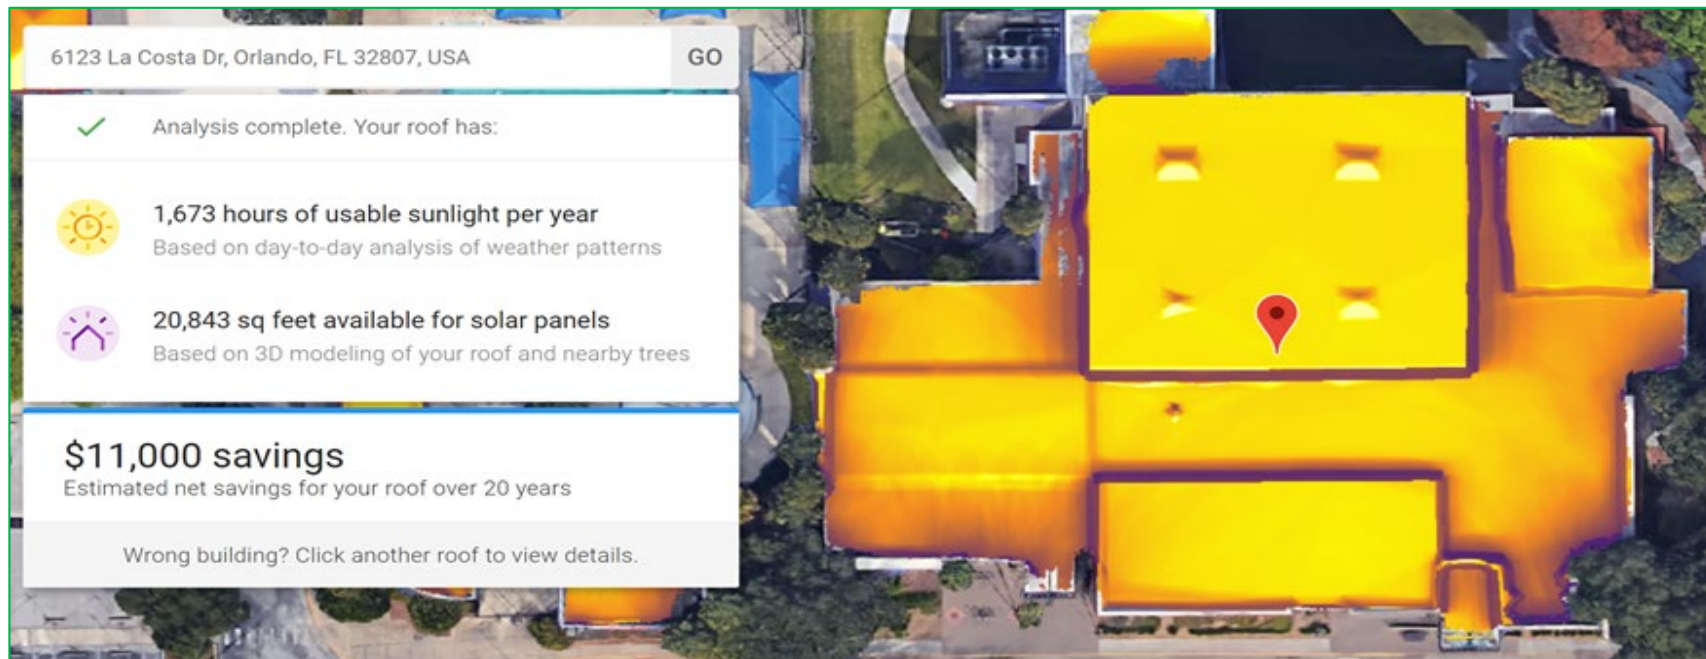 6123 La Costa Dr, Orlando, FL 32807, USA GO
Analysis complete. Your roof has:
1,673 hours of usable sunlight per year
Based on day-to-day analysis of weather patterns
20,843 sq feet available for solar panels
Based on 3D modeling of your roof and nearby trees
$11,000 savings
Estimated net savings for your roof over 20 years
Wrong building? Click another roof to view details.